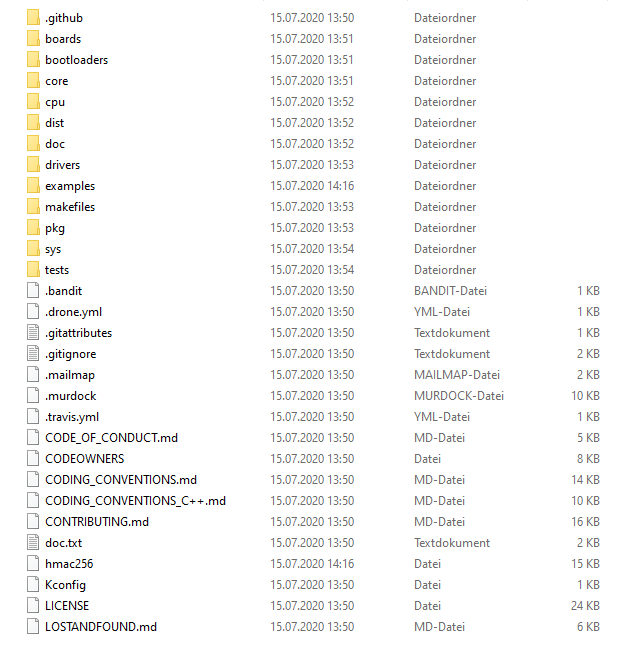 .github 15.07.2020 13:50 Dateiordner
boards 15.07.2020 13:51 Dateiordner
bootloaders 15.07.2020 13:51 Dateiordner
core 15.07.2020 13:51 Dateiordner
cpu 15.07.2020 13:52 Dateiordner
dist 15.07.2020 13:52 Dateiordner
doc 15.07.2020 13:52 Dateiordner
drivers 15.07.2020 13:53 Dateiordner
examples 15.07.2020 14:16 Dateiordner
makefiles 15.07.2020 13:53 Dateiordner
pkg 15.07.2020 13:53 Dateiordner
sys 15.07.2020 13:54 Dateiordner
tests 15.07.2020 13:54 Dateiordner
.bandit 15.07.2020 13:50 BANDIT-Datei 1 KB
.drone.yml 15.07.2020 13:50 YML-Datei 1 KB
.gitattributes 15.07.2020 13:50 Textdokument 1 KB
.gitignore 15.07.2020 13:50 Textdokument 2 KB
.mailmap 15.07.2020 13:50 MAILMAP-Datei 2 KB
.murdock 15.07.2020 13:50 MURDOCK-Datei 10 KB
.travis.yml 15.07.2020 13:50 YML-Datei 1 KB
CODE_OF_CONDUCT.md 15.07.2020 13:50 MD-Datei 5 KB
CODEOWNERS 15.07.2020 13:50 Datei 8 KB
CODING_CONVENTIONS.md 15.07.2020 13:50 MD-Datei 14 KB
CODING_CONVENTIONS_C++.md 15.07.2020 13:50 MD-Datei 10 KB
CONTRIBUTING.md 15.07.2020 13:50 MD-Datei 16 KB
doc.txt 15.07.2020 13:50 Textdokument 2 KB
hmac256 15.07.2020 14:16 Datei 15 KB
Kconfig 15.07.2020 13:50 Datei 1 KB
LICENSE 15.07.2020 13:50 Datei 24 KB
LOSTANDFOUND.md 15.07.2020 13:50 MD-Datei 6 KB